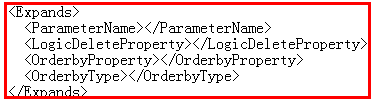 <Expands>
<ParameterName></ParameterName>
<LogicDeleteProperty></LogicDeleteProperty>
<OrderbyProperty></OrderbyProperty>
<OrderbyType></OrderbyType>
</Expands>